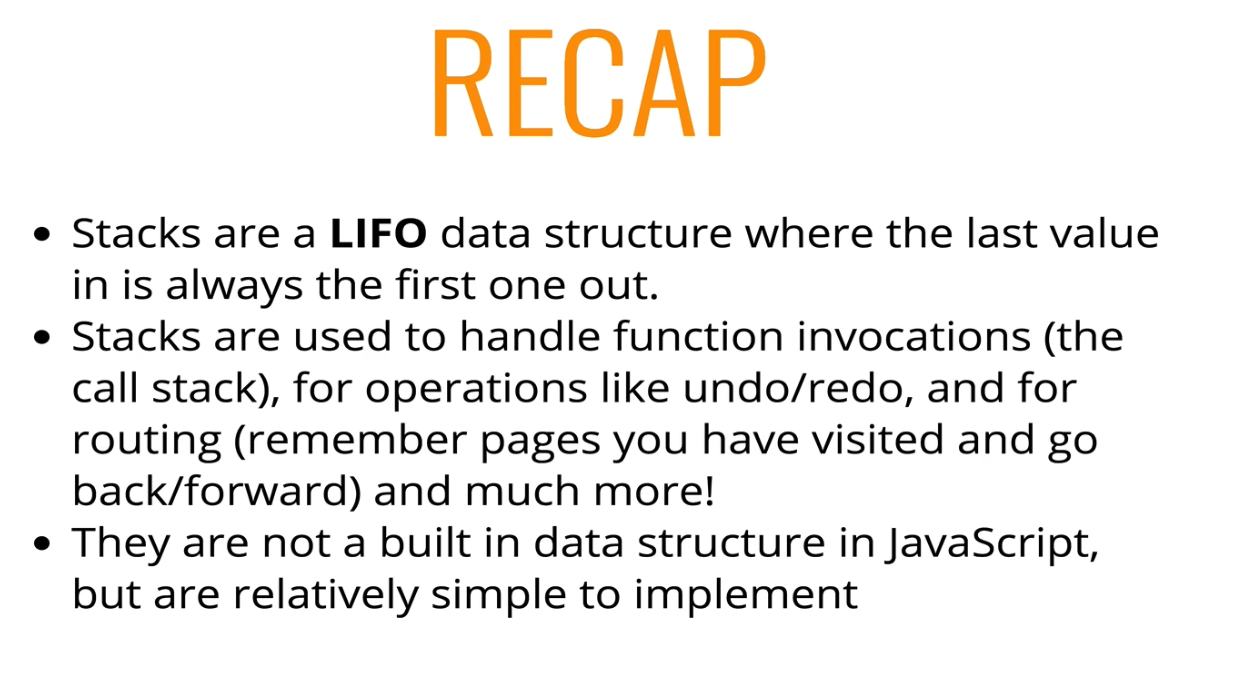 RECAP
• Stacks are a LIFO data structure where the last value
in is always the first one out.
• Stacks are used to handle function invocations (the
call stack), for operations like undo/redo, and for
routing (remember pages you have visited and go
back/forward) and much more!
• They are not a built in data structure in JavaScript,
but are relatively simple to implement